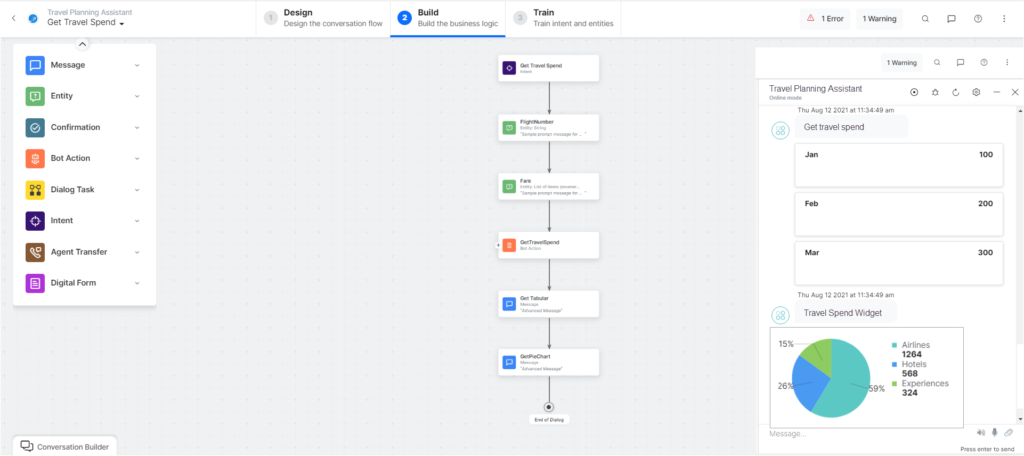 Travel Planning Assistant
Get Travel Spend
1
Design
Design the conversation flow
2
Build
Build the business logic
3
Train
Train intent and entities
1 Error
1 Warning
Message
Entity
Confirmation
Bot Action
Dialog Task
Intent
Agent Transfer
Digital Form
Conversation Builder
Get Travel Spend
Intent
FlightNumber
Entity: String
"Sample prompt message for ... "
Fare
Entity: List of items (enumer...
"Sample prompt message for ... "
GetTravelSpend
Bot Action
Get Tabular
Message
"Advanced Message"
GetPieChart
Message
"Advanced Message"
End of Dialog
1 Warning
Travel Planning Assistant
Online mode
Thu Aug 12 2021 at 11:34:49 am
Get travel spend
Jan 100
Feb 200
Mar 300
Thu Aug 12 2021 at 11:34:49 am
Travel Spend Widget
15%
26%
59%
Airlines
1264
Hotels
568
Experiences
324
Message...
Press enter to send